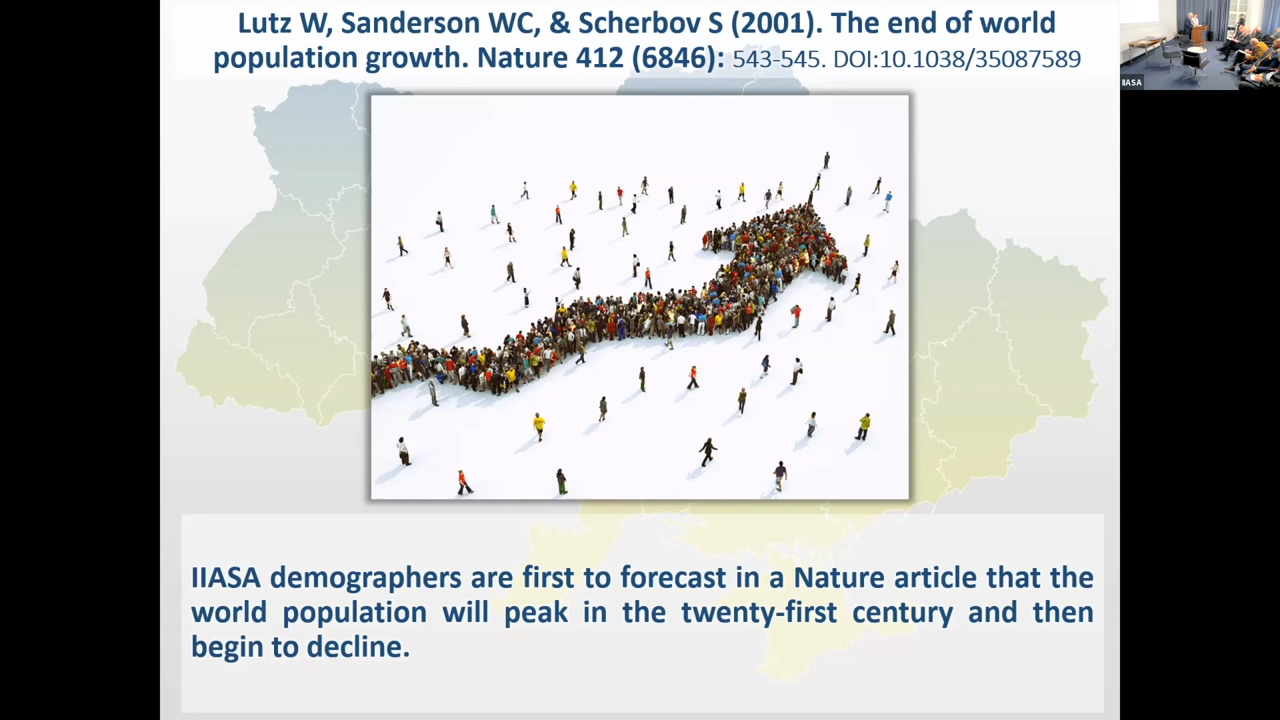 Lutz W, Sanderson WC, & Scherbov S (2001). The end of world
population growth. Nature 412 (6846): 543-545. DOI:10.1038/35087589
IIASA
IIASA demographers are first to forecast in a Nature article that the
world population will peak in the twenty-first century and then
begin to decline.